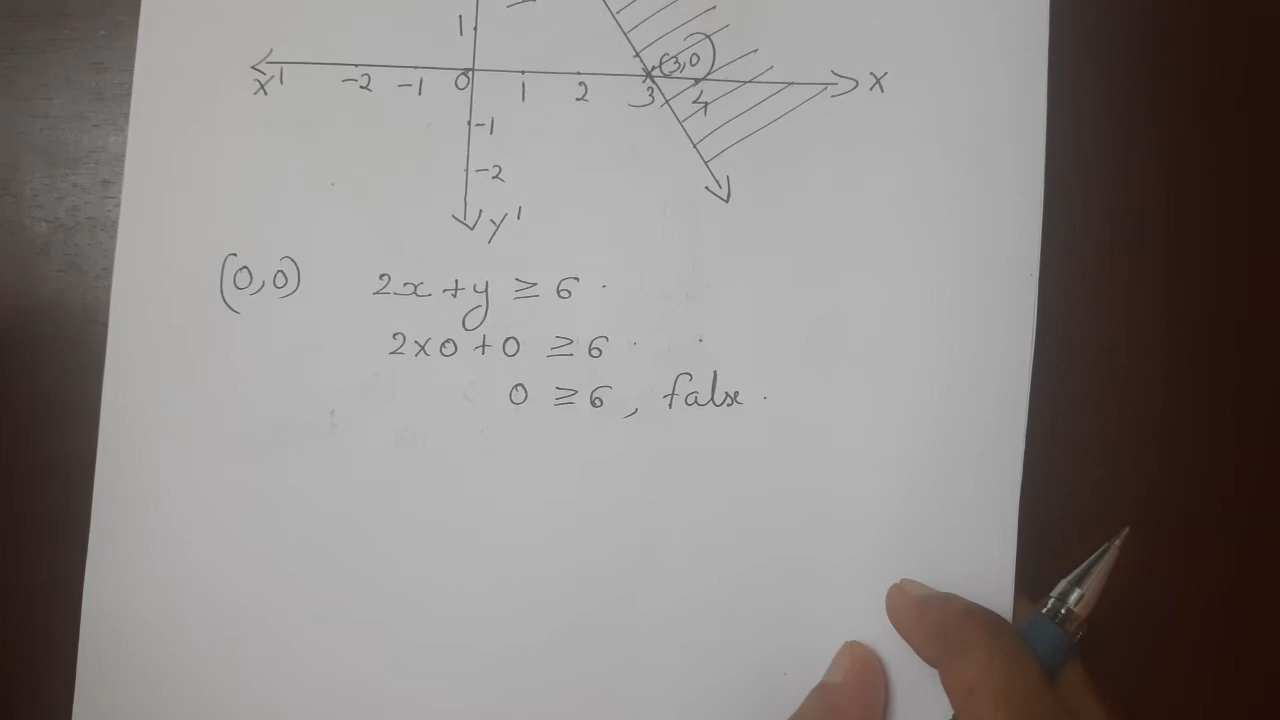 1
(3,0)
X' -2 -1 0 1 2 3 4 X
-1
-2
Y'
(0,0) 2x + y ≥ 6
2×0 + 0 ≥ 6
0 ≥ 6, false.